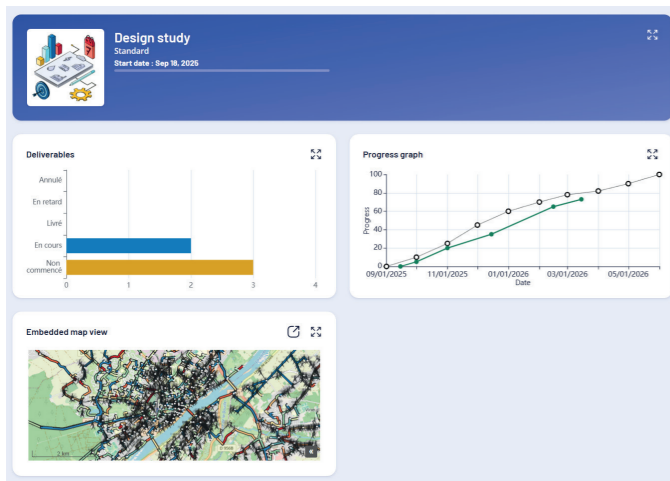 Design study
Standard
Start date : Sep 18, 2025
Deliverables
Annulé
En retard
Livré
En cours
Non
commencé
0 1 2 3 4
Progress graph
100
80
60
40
20
0
Progress
09/01/2025 11/01/2025 01/01/2026 03/01/2026 05/01/2026
Date
Embedded map view
2 km